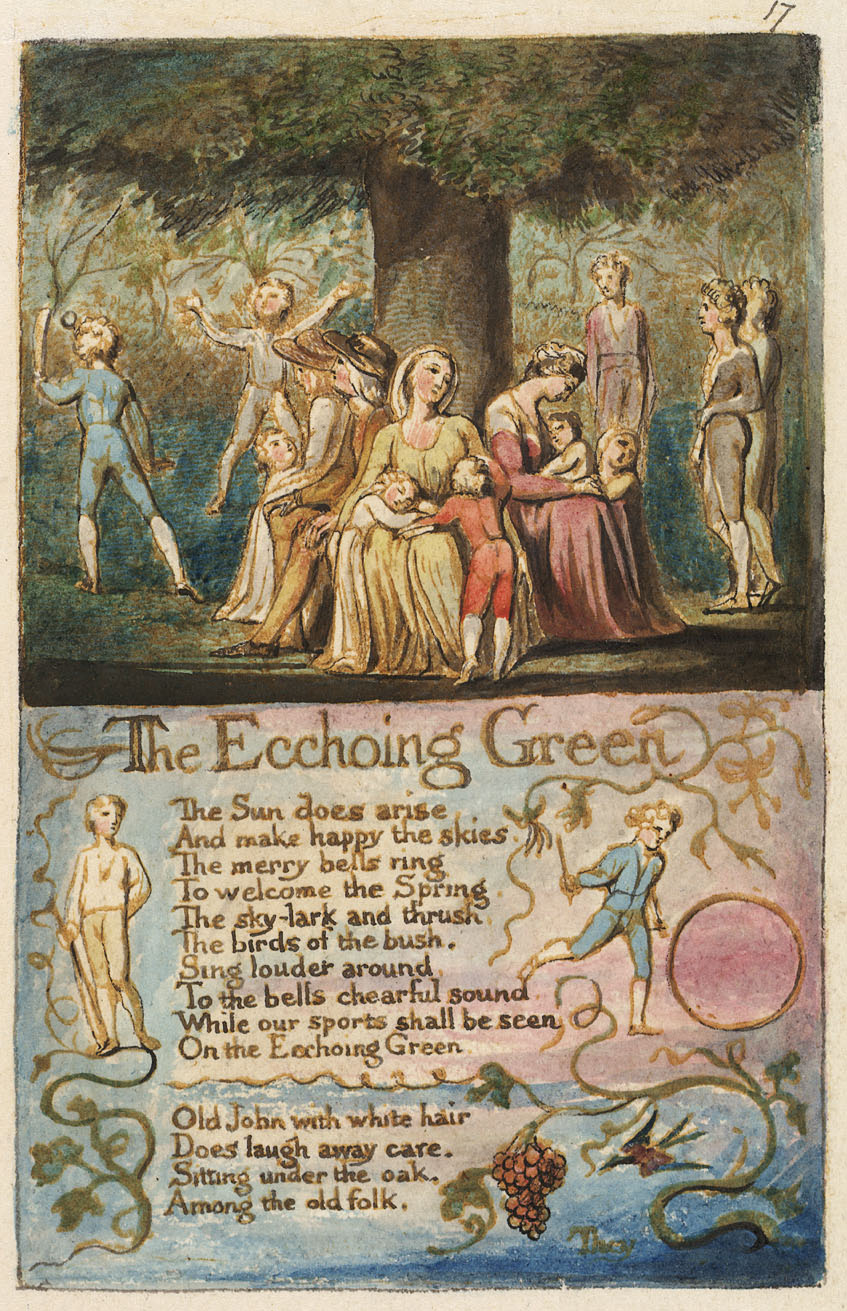 17
The Ecchoing Green
The Sun does arise,
And make happy the skies.
The merry bells ring
To welcome the Spring.
The sky-lark and thrush,
The birds of the bush,
Sing louder around,
To the bells chearful sound,
While our sports shall be seen
On the Ecchoing Green.
Old John with white hair
Does laugh away care,
Sitting under the oak,
Among the old folk,
They